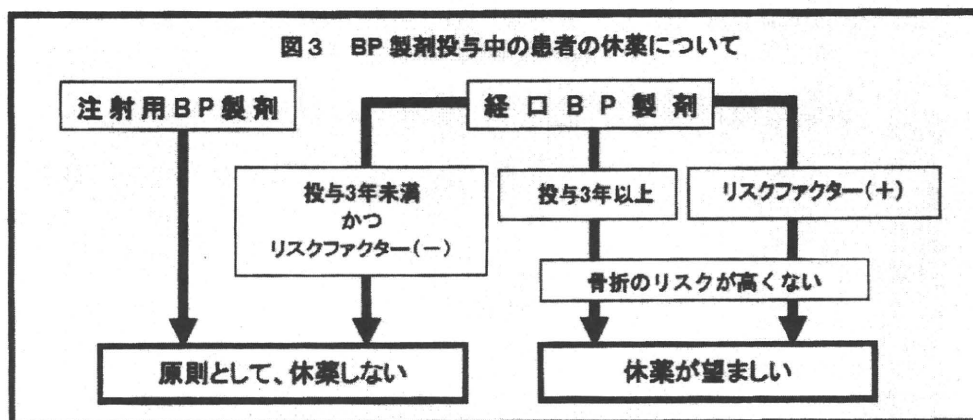 図3 BP製剤投与中の患者の休薬について
注射用BP製剤
経口BP製剤
投与3年未満
かつ
リスクファクター(－)
投与3年以上
リスクファクター(＋)
骨折のリスクが高くない
原則として、休薬しない
休薬が望ましい